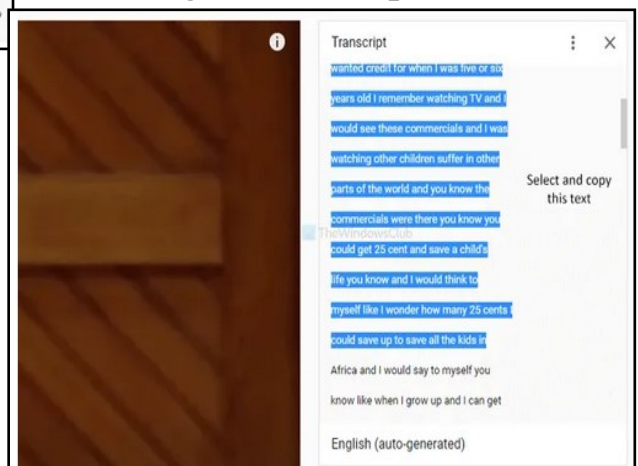 Transcript
wanted credit for when I was five or six
years old I remember watching TV and I
would see these commercials and I was
watching other children suffer in other
parts of the world and you know the
Select and copy
this text
commercials were there you know you
TheWindowsClub
could get 25 cent and save a child's
life you know and I would think to
myself like I wonder how many 25 cents I
could save up to save all the kids in
Africa and I would say to myself you
know like when I grow up and I can get
English (auto-generated)